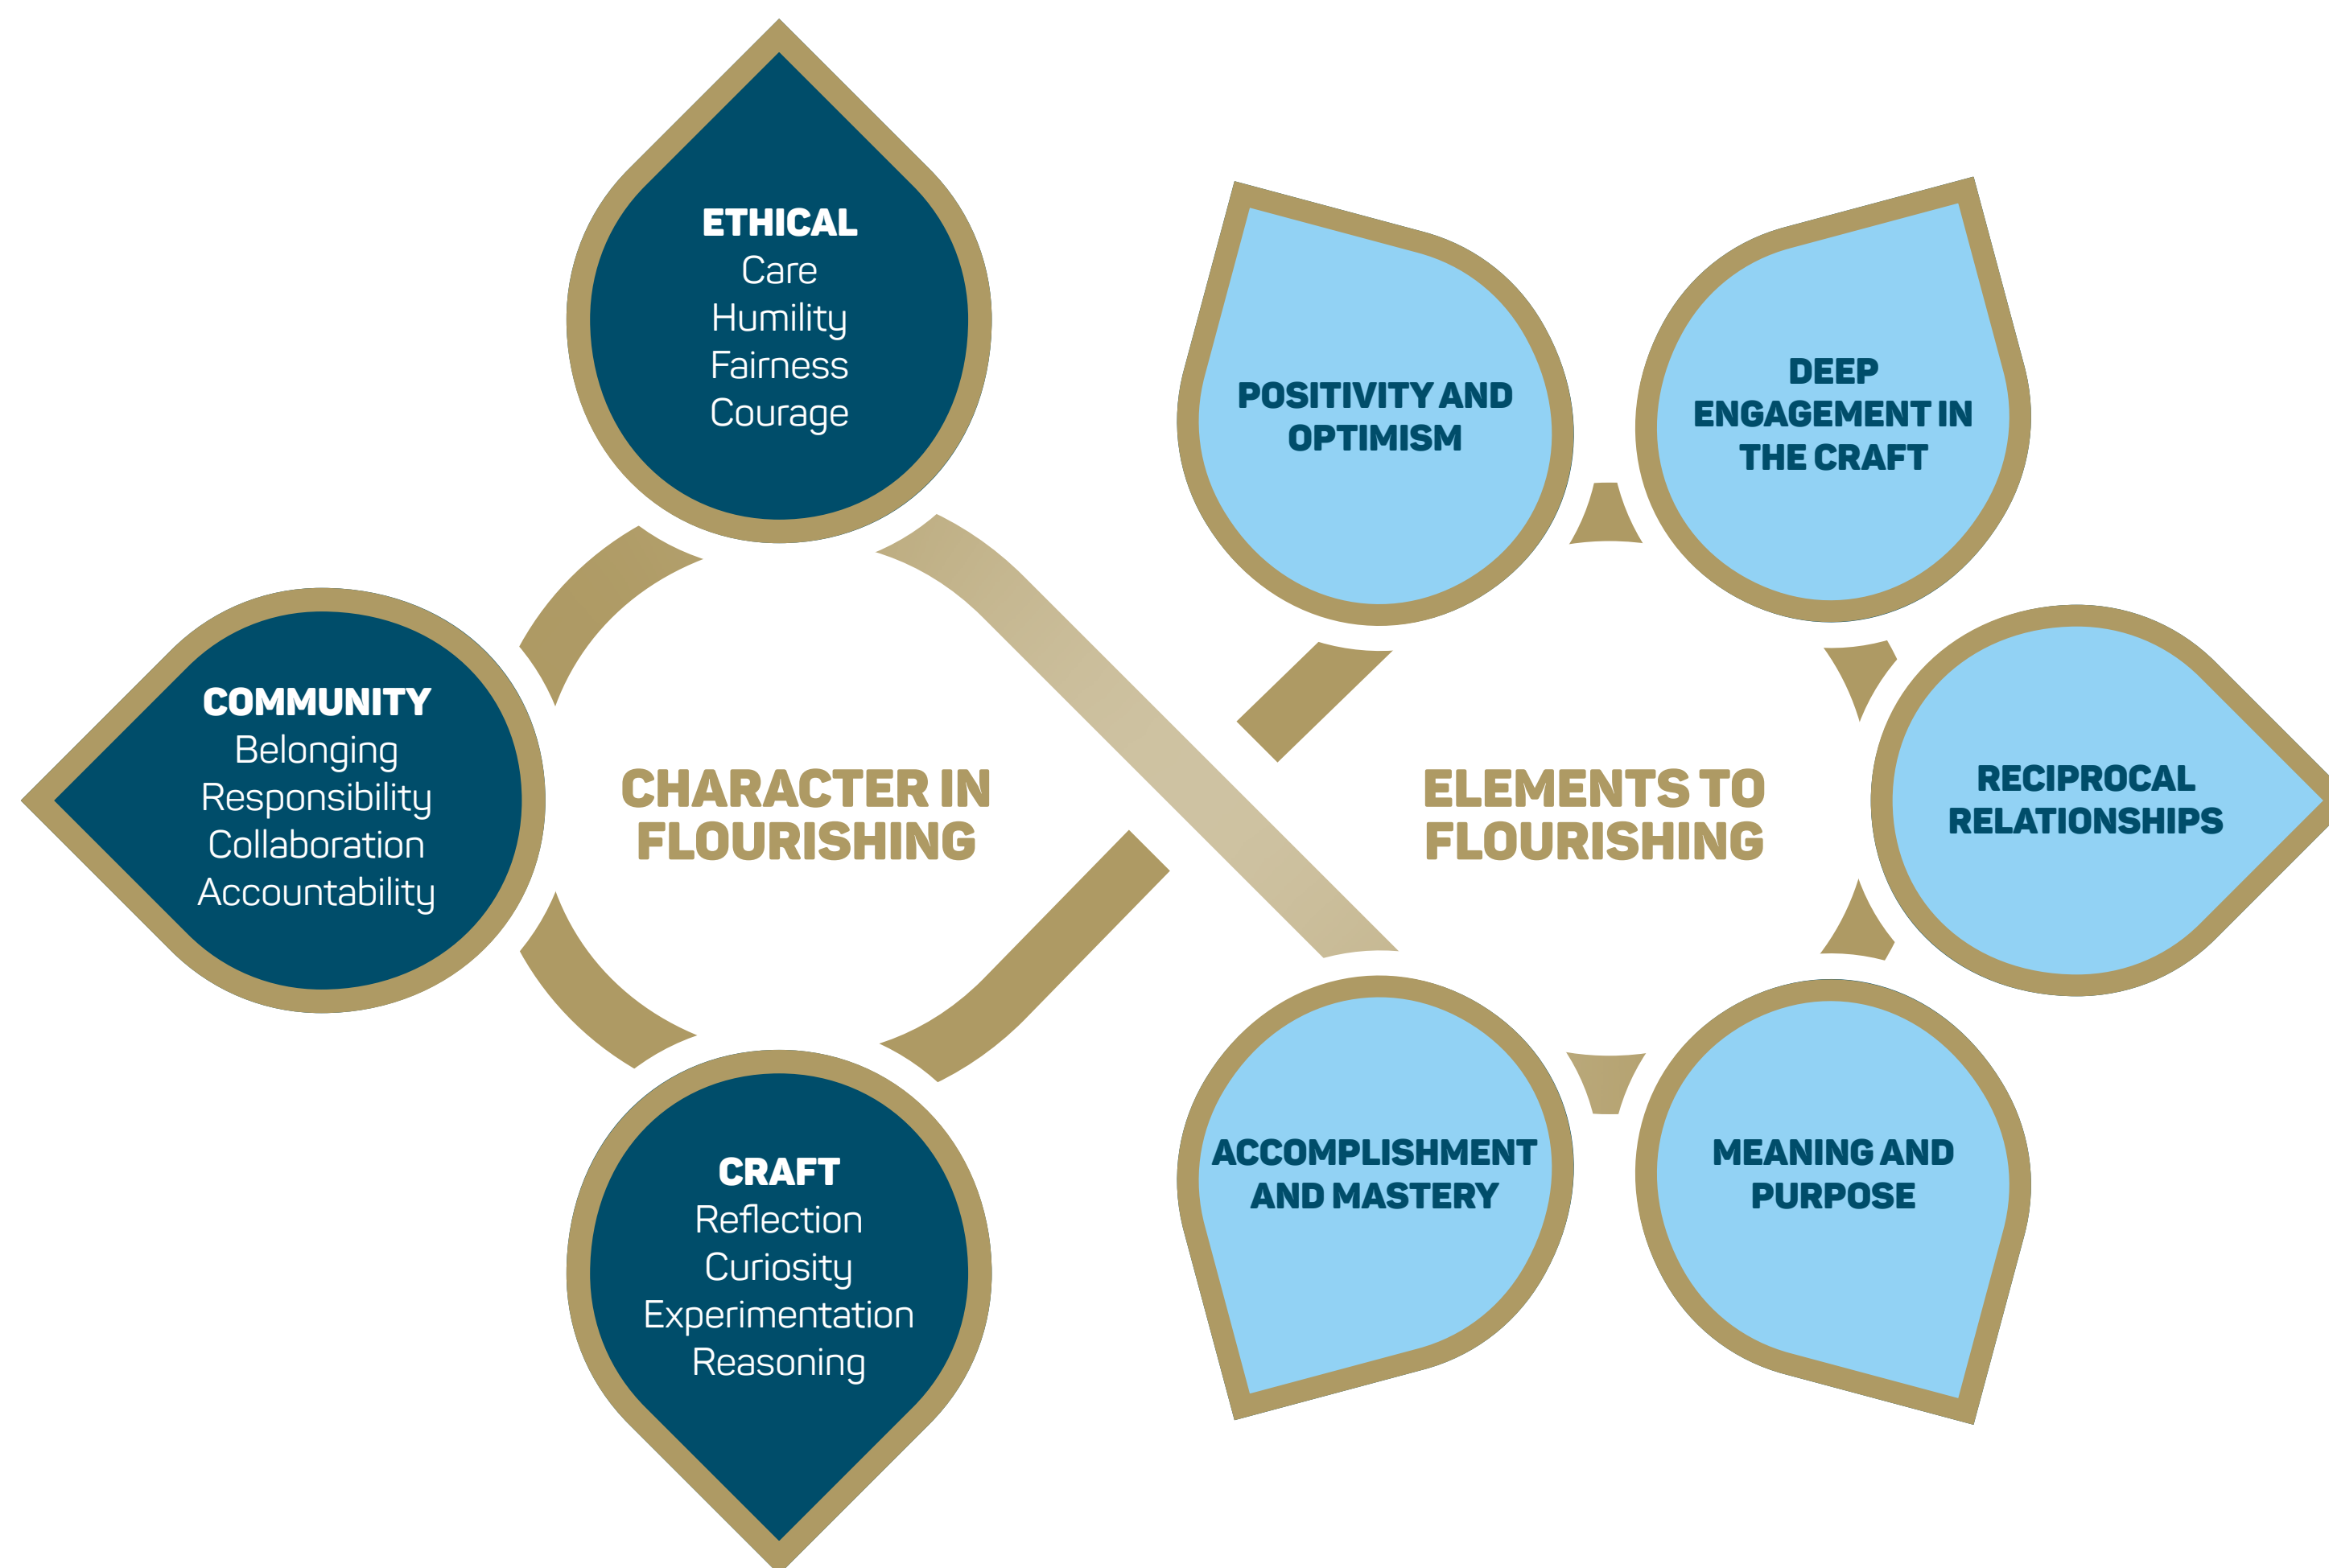 ETHICAL
Care
Humility
Fairness
Courage
COMMUNITY
Belonging
Responsibility
Collaboration
Accountability
CHARACTER IN
FLOURISHING
CRAFT
Reflection
Curiosity
Experimentation
Reasoning
POSITIVITY AND
OPTIMISM
DEEP
ENGAGEMENT IN
THE CRAFT
ELEMENTS TO
FLOURISHING
RECIPROCAL
RELATIONSHIPS
ACCOMPLISHMENT
AND MASTERY
MEANING AND
PURPOSE